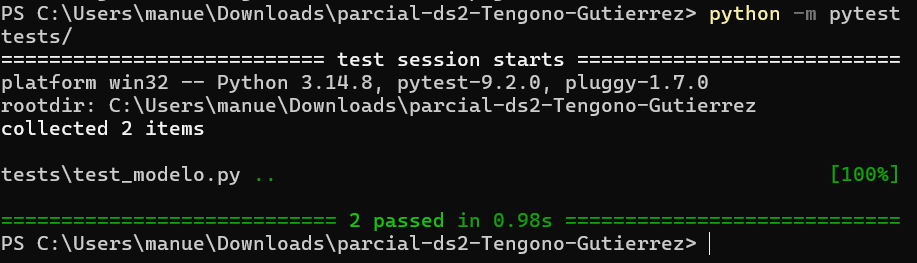 PS C:\Users\manue\Downloads\parcial-ds2-Tengono-Gutierrez> python -m pytest
tests/
=========================== test session starts ===========================
platform win32 -- Python 3.14.8, pytest-9.2.0, pluggy-1.7.0
rootdir: C:\Users\manue\Downloads\parcial-ds2-Tengono-Gutierrez
collected 2 items
tests\test_modelo.py .. [100%]
============================ 2 passed in 0.98s ============================
PS C:\Users\manue\Downloads\parcial-ds2-Tengono-Gutierrez>